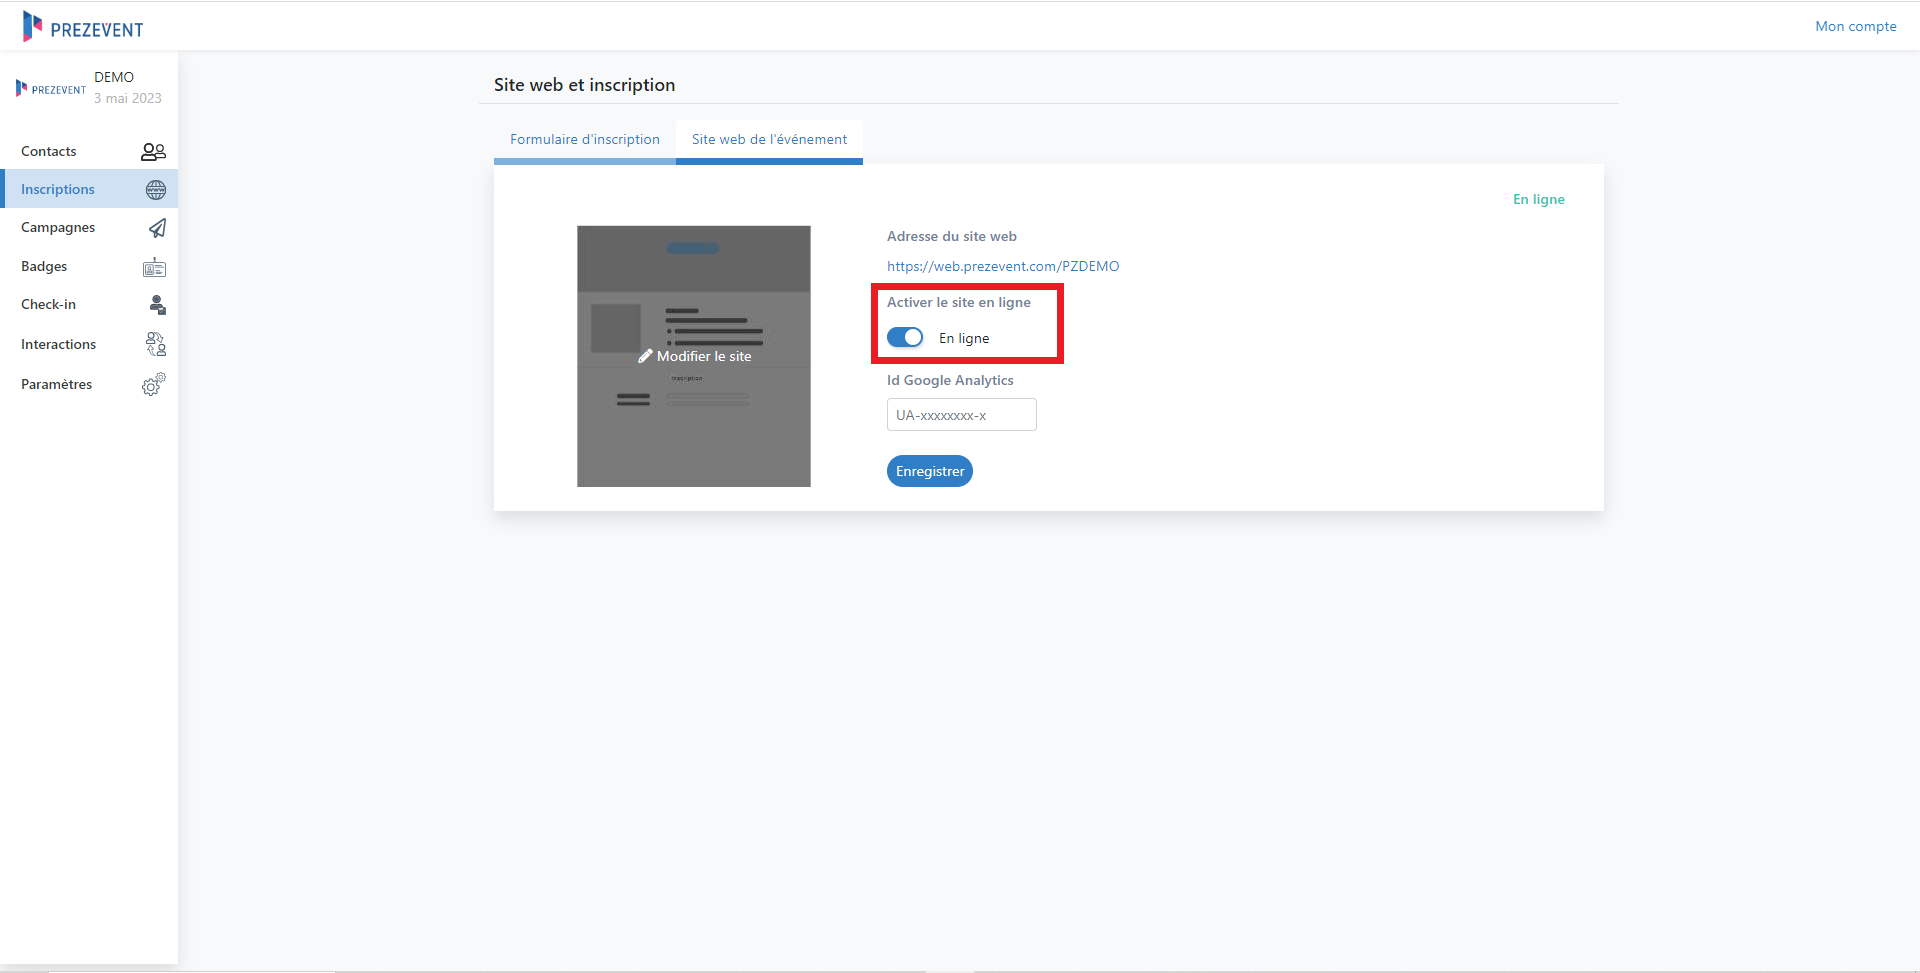 PREZEVENT
Mon compte
PREZEVENT
DEMO
3 mai 2023
Contacts
Inscriptions
Campagnes
Badges
Check-in
Interactions
Paramètres
Site web et inscription
Formulaire d'inscription
Site web de l'événement
En ligne
Modifier le site
Inscription
Adresse du site web
https://web.prezevent.com/PZDEMO
Activer le site en ligne
En ligne
Id Google Analytics
UA-xxxxxxxx-x
Enregistrer